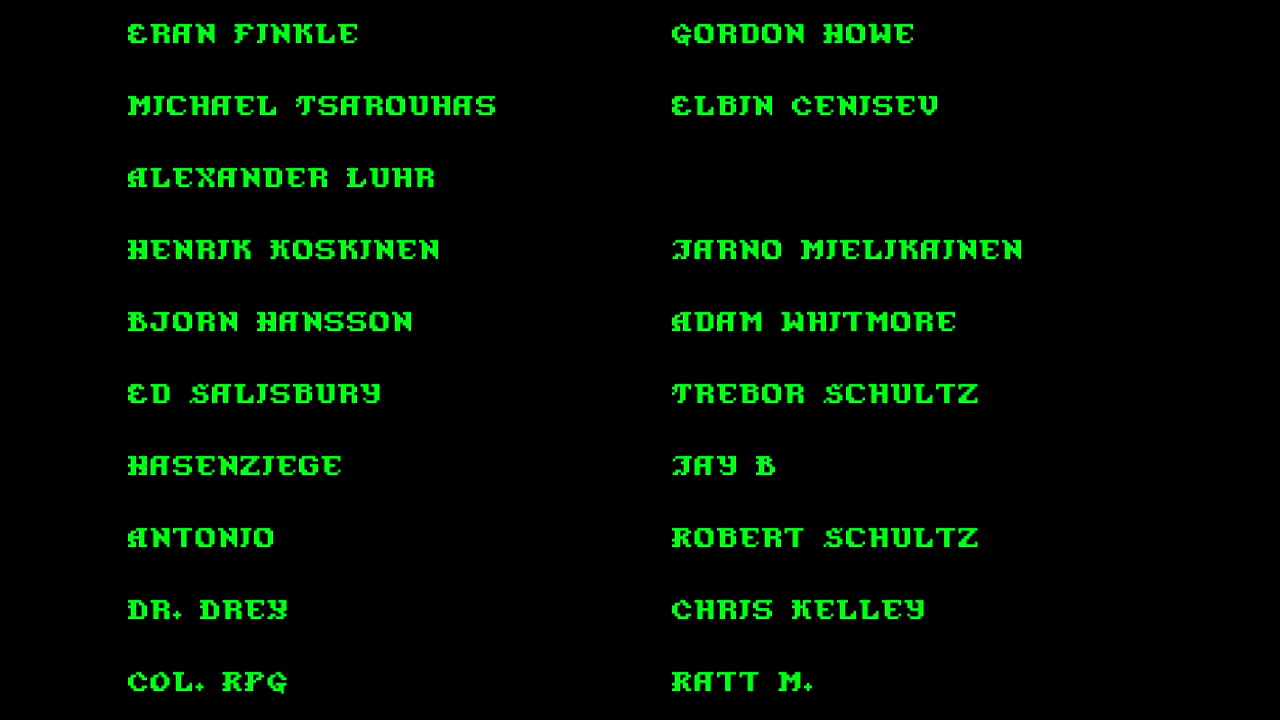 ERAN FINKLE GORDON HOWE
MICHAEL TSAROUHAS ELBIN CENISEV
ALEXANDER LUHR
HENRIK KOSKINEN JARNO MIELIKAINEN
BJORN HANSSON ADAM WHITMORE
ED SALISBURY TREBOR SCHULTZ
HASENZIEGE JAY B
ANTONIO ROBERT SCHULTZ
DR. DREY CHRIS KELLEY
COL. RPG RATT M.